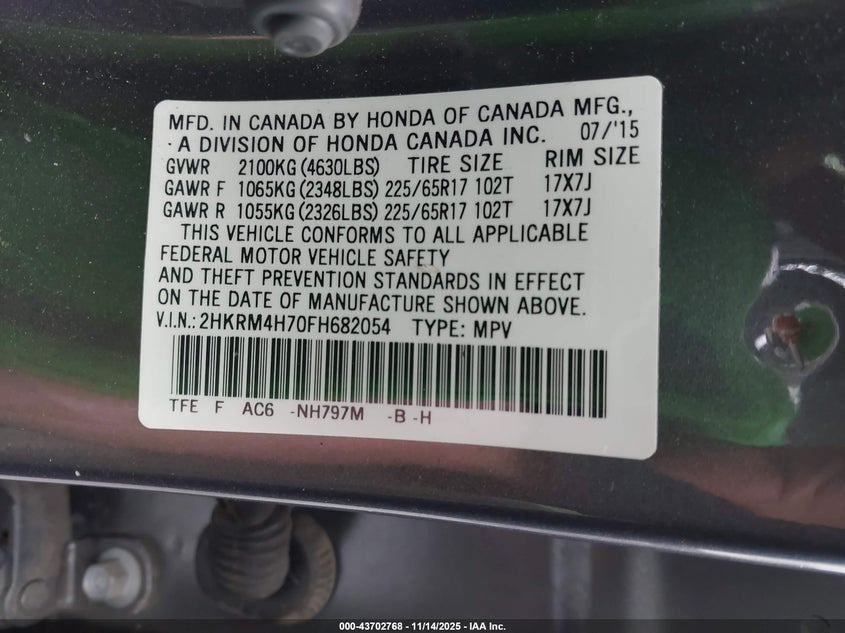 MFD. IN CANADA BY HONDA OF CANADA MFG.,
· A DIVISION OF HONDA CANADA INC. 07/'15
GVWR 2100KG (4630LBS) TIRE SIZE RIM SIZE
GAWR F 1065KG (2348LBS) 225/65R17 102T 17X7J
GAWR R 1055KG (2326LBS) 225/65R17 102T 17X7J
THIS VEHICLE CONFORMS TO ALL APPLICABLE
FEDERAL MOTOR VEHICLE SAFETY
AND THEFT PREVENTION STANDARDS IN EFFECT
ON THE DATE OF MANUFACTURE SHOWN ABOVE.
V.I.N.: 2HKRM4H70FH682054 TYPE: MPV
TFE F AC6 -NH797M -B -H
000-43702768 - 11/14/2025 - IAA Inc.